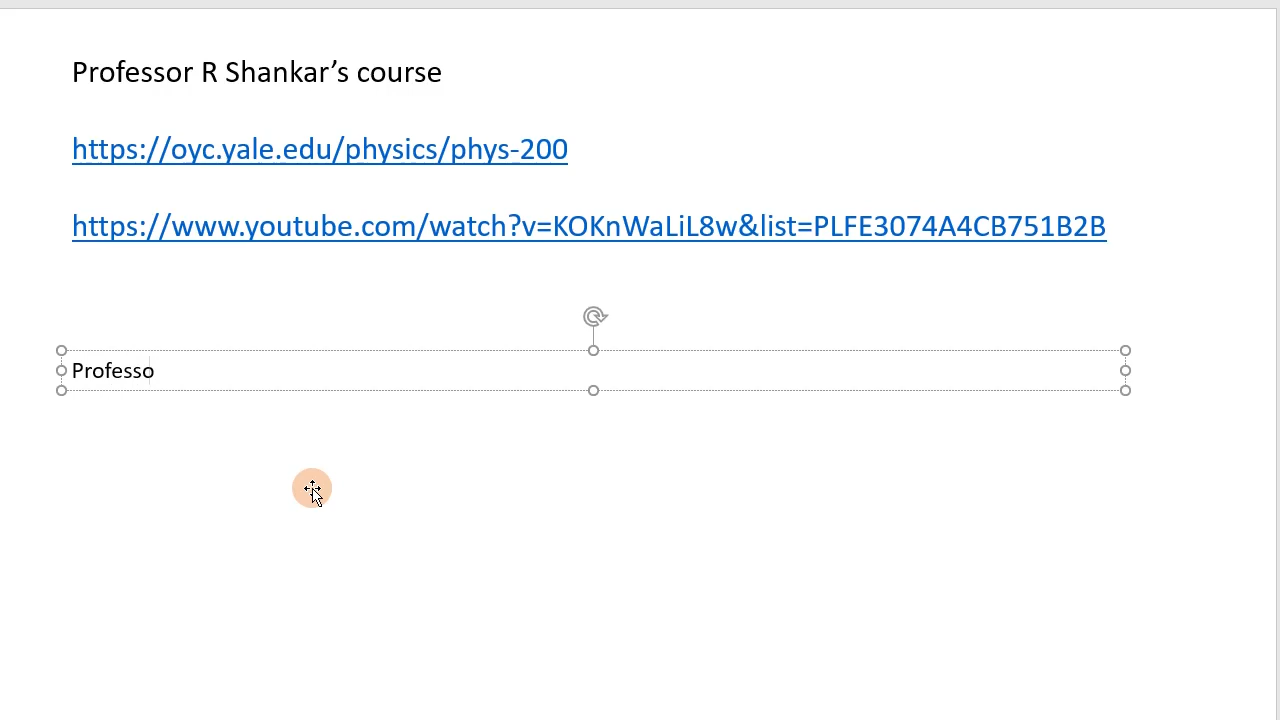 Professor R Shankar’s course
https://oyc.yale.edu/physics/phys-200
https://www.youtube.com/watch?v=KOKnWaLiL8w&list=PLFE3074A4CB751B2B
Professo